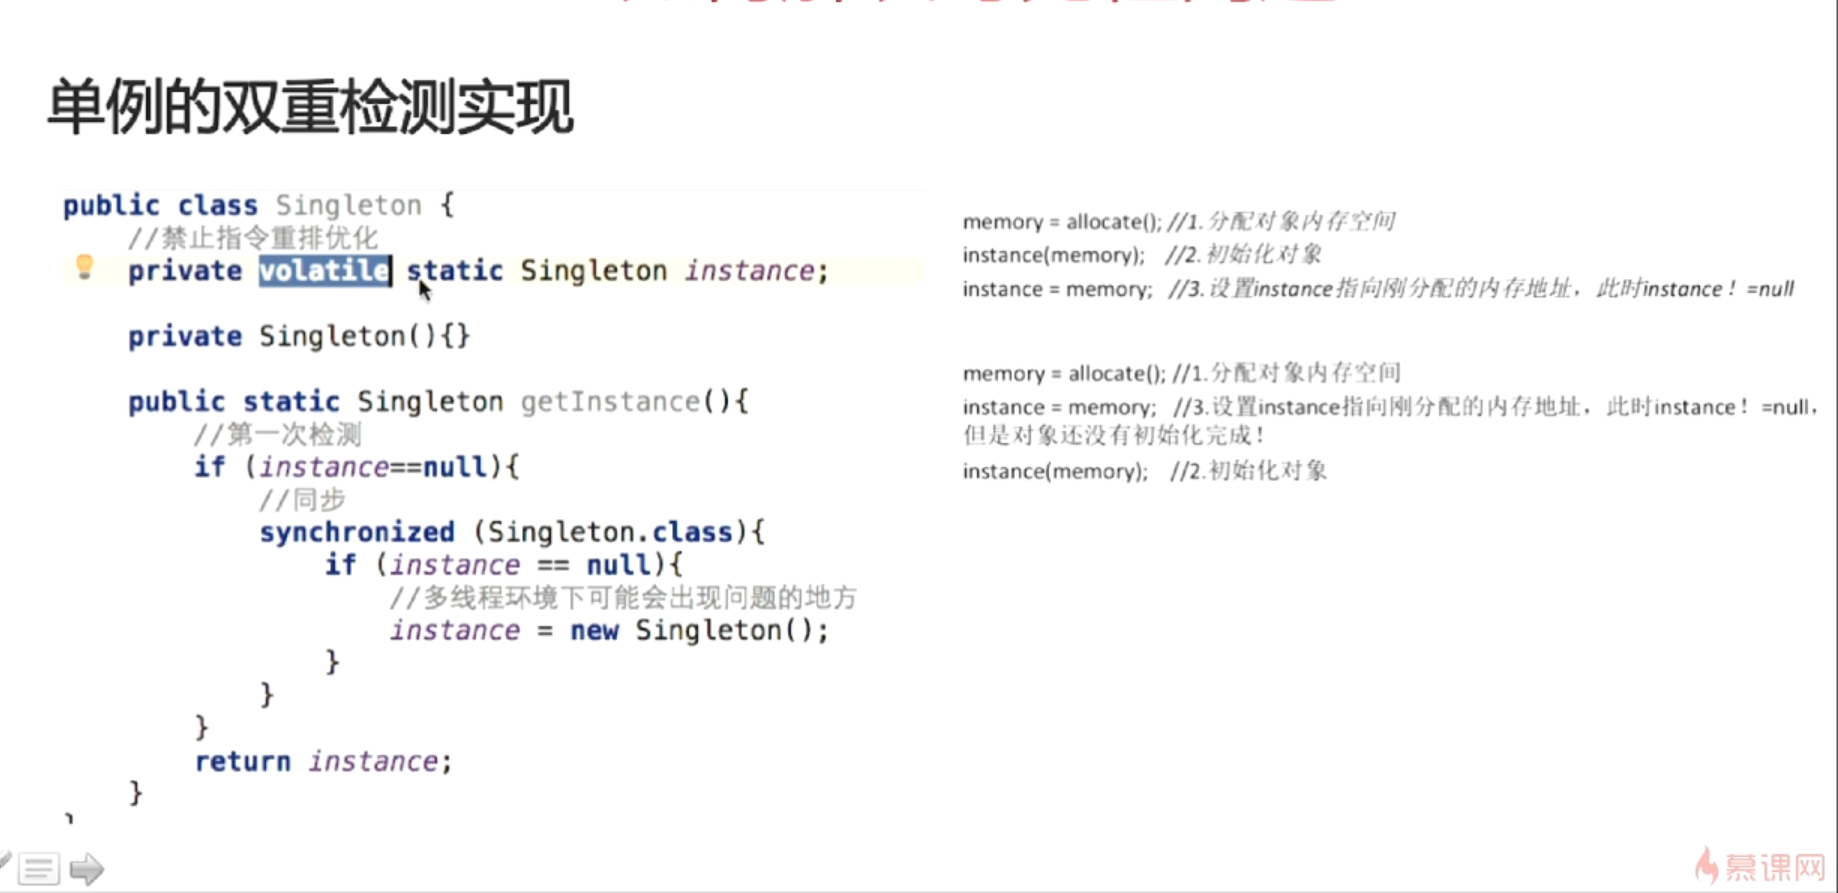 单例的双重检测实现
public class Singleton {
//禁止指令重排优化
private volatile static Singleton instance;
private Singleton(){}
public static Singleton getInstance(){
//第一次检测
if (instance==null){
//同步
synchronized (Singleton.class){
if (instance == null){
//多线程环境下可能会出现问题的地方
instance = new Singleton();
}
}
}
return instance;
}
memory = allocate(); //1.分配对象内存空间
instance(memory); //2.初始化对象
instance = memory; //3.设置instance指向刚分配的内存地址，此时instance！=null
memory = allocate(); //1.分配对象内存空间
instance = memory; //3.设置instance指向刚分配的内存地址，此时instance！=null，
但是对象还没有初始化完成！
instance(memory); //2.初始化对象
慕课网